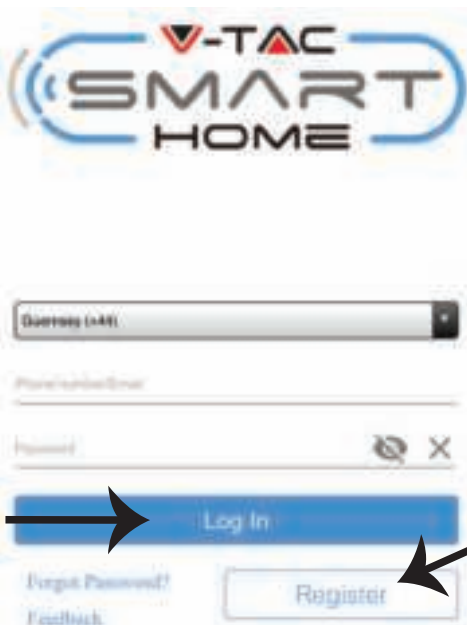 V-TAC
SMART
HOME
Guernsey (+44)
Phone number/Email
Password
Log In
Forgot Password?
Register
Feedback